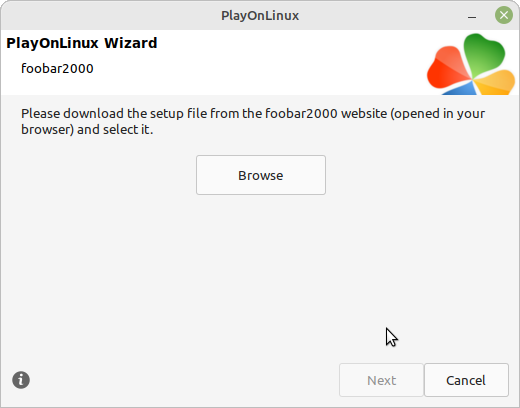 PlayOnLinux
PlayOnLinux Wizard
foobar2000
Please download the setup file from the foobar2000 website (opened in your
browser) and select it.
Browse
Next
Cancel